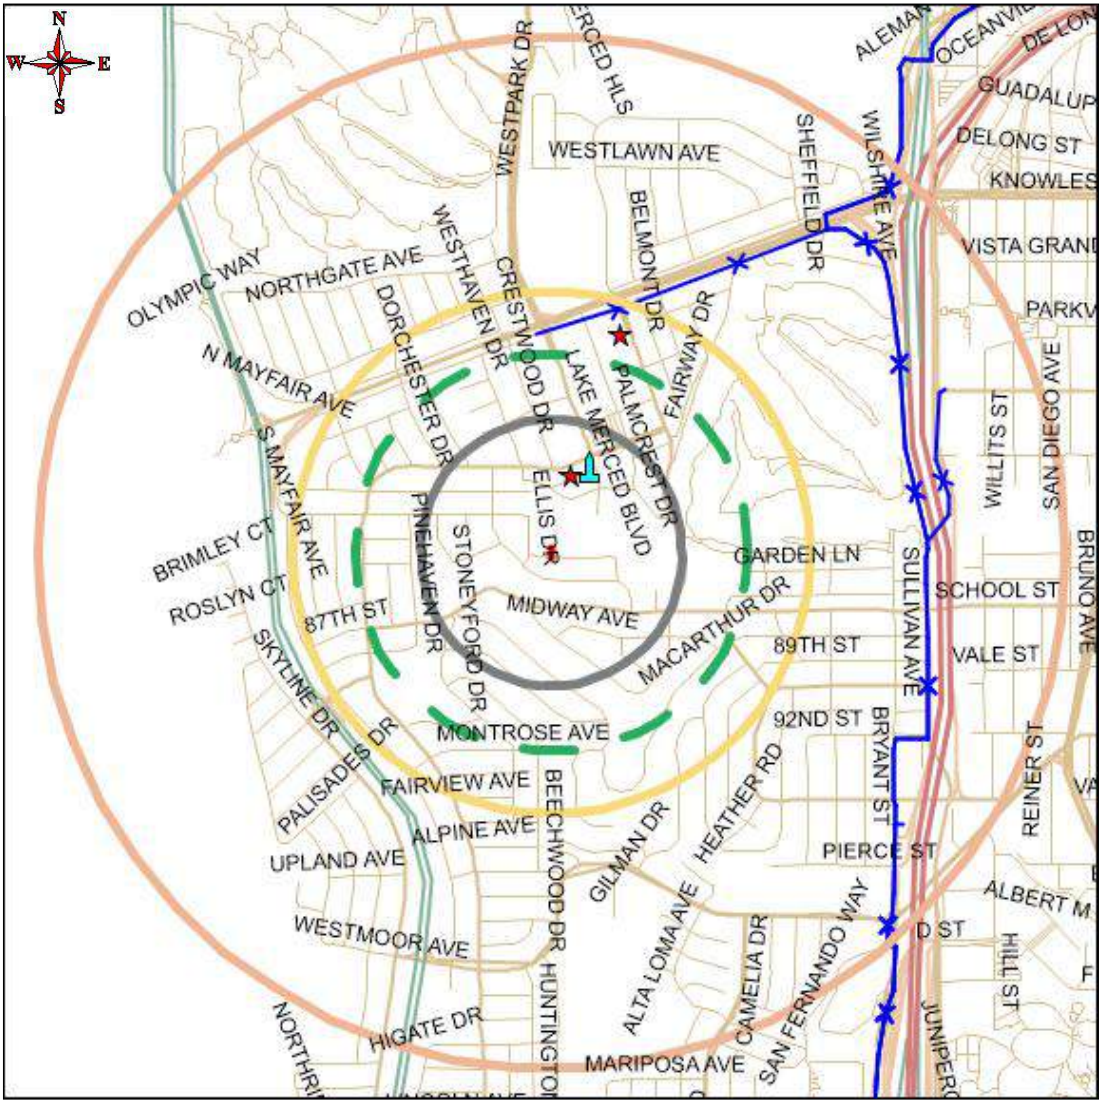 N
W E
S
WESTPARK DR
ALEMAN
OCEANVIE
DE LON
GUADALUP
DELONG ST
KNOWLES
WESTLAWN AVE
SHEFFIELD DR
WILSHIRE AVE
BELMONT DR
VISTA GRAND
PARKV
OLYMPIC WAY
NORTHGATE AVE
WESTHAVEN DR
CRESTWOOD DR
DORCHESTER DR
N MAYFAIR AVE
LAKE MERCED BLVD
PALMCREST DR
FAIRWAY DR
S MAYFAIR AVE
WILLITS ST
SAN DIEGO AVE
ELLIS DR
PINEHAVEN DR
STONEYFORD DR
BRIMLEY CT
ROSLYN CT
87TH ST
MIDWAY AVE
GARDEN LN
MACARTHUR DR
SULLIVAN AVE
SCHOOL ST
BRUNO AVE
89TH ST
VALE ST
SKYLINE DR
92ND ST
BRYANT ST
MONTROSE AVE
PALISADES DR
FAIRVIEW AVE
BEECHWOOD DR
HEATHER RD
REINER ST
VA
ALPINE AVE
GILMAN DR
PIERCE ST
UPLAND AVE
ALBERT M
WESTMOOR AVE
ALTA LOMA AVE
CAMELIA DR
SAN FERNANDO WAY
D ST
HILL ST
F
HUNTINGTON
NORTHRI
HIGATE DR
MARIPOSA AVE
JUNIPERO
LINCOLN AVE